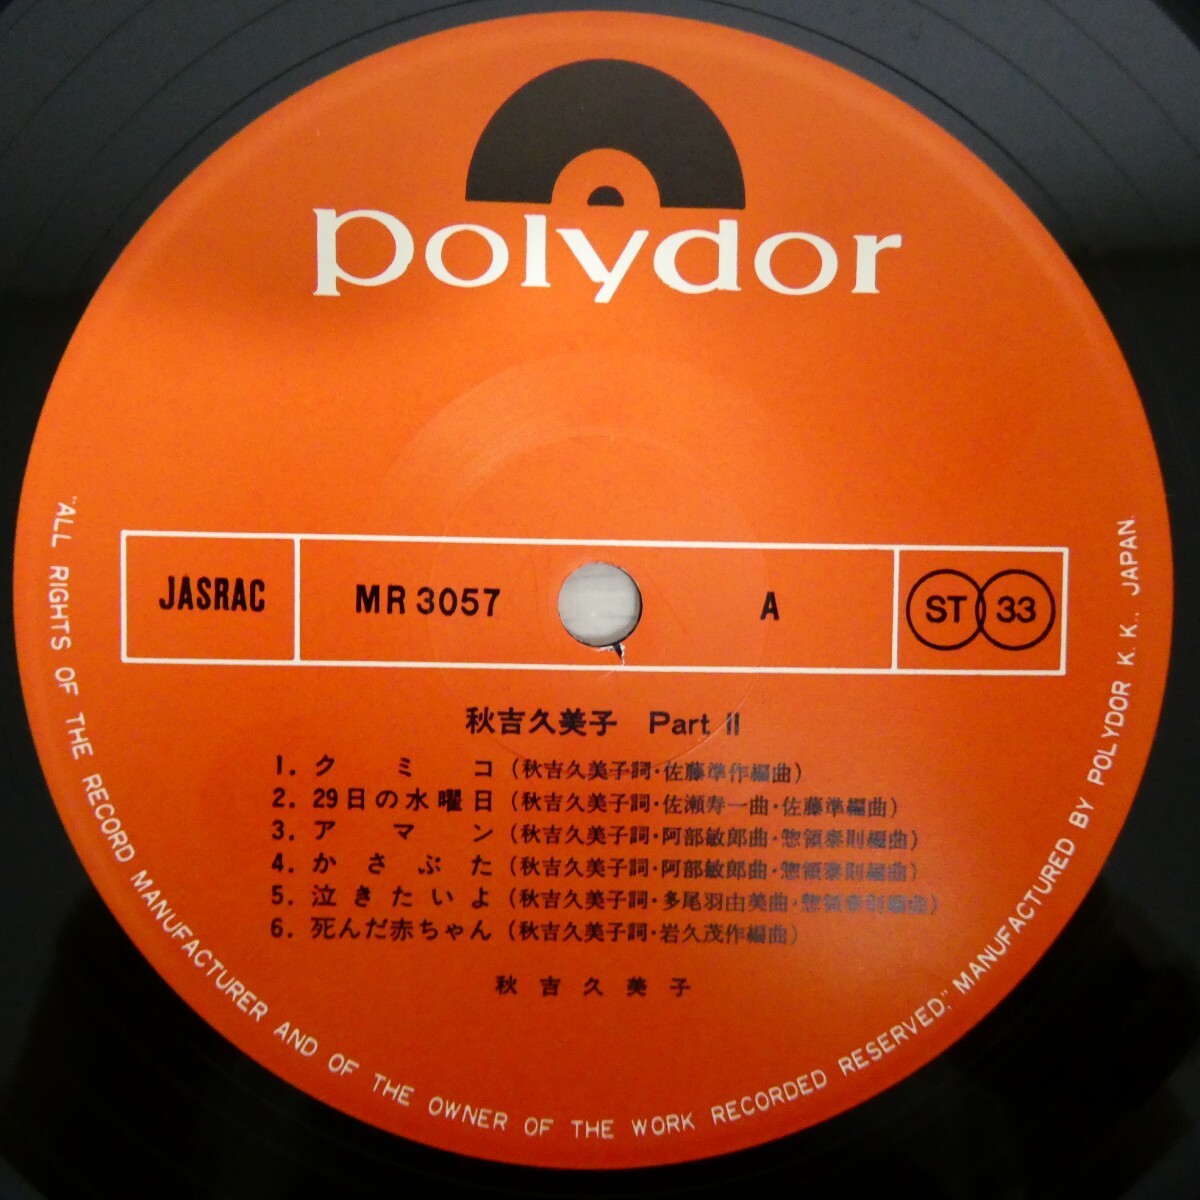 polydor
JASRAC MR 3057 A ST 33
秋吉久美子 Part II
1. クミコ (秋吉久美子詞・佐藤準作編曲)
2. 29日の水曜日 (秋吉久美子詞・佐瀬寿一曲・佐藤準編曲)
3. アマン (秋吉久美子詞・阿部敏郎曲・惣領泰則編曲)
4. かさぶた (秋吉久美子詞・阿部敏郎曲・惣領泰則編曲)
5. 泣きたいよ (秋吉久美子詞・多尾羽由美曲・惣領泰則編曲)
6. 死んだ赤ちゃん (秋吉久美子詞・岩久茂作編曲)
秋吉久美子
"ALL RIGHTS OF THE RECORD MANUFACTURER AND OF THE OWNER OF THE WORK RECORDED RESERVED," MANUFACTURED BY POLYDOR K. K., JAPAN.